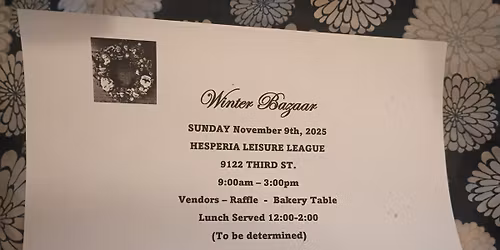 Winter Bazaar
SUNDAY November 9th, 2025
HESPERIA LEISURE LEAGUE
9122 THIRD ST.
9:00am – 3:00pm
Vendors – Raffle - Bakery Table
Lunch Served 12:00-2:00
(To be determined)